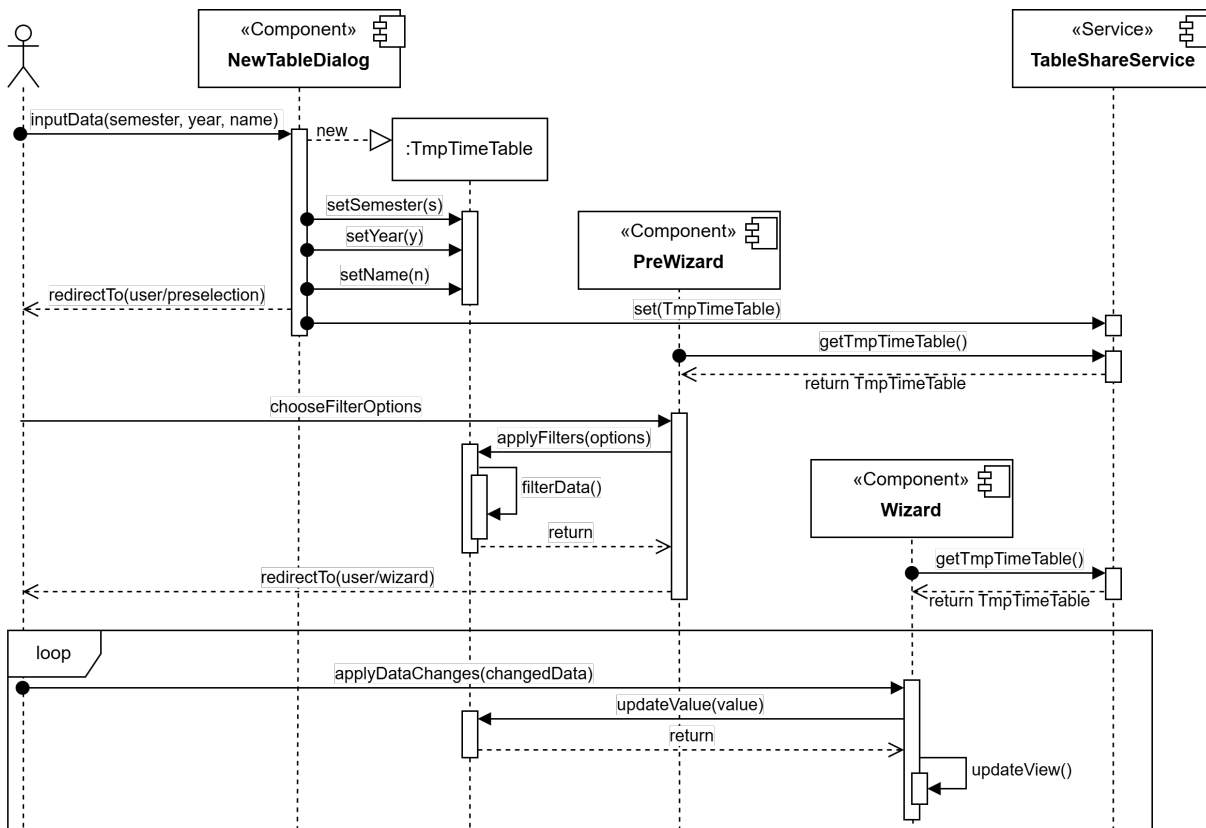 «Component»
NewTableDialog
«Service»
TableShareService
inputData(semester, year, name)
new
:TmpTimeTable
setSemester(s)
setYear(y)
setName(n)
«Component»
PreWizard
redirectTo(user/preselection)
set(TmpTimeTable)
getTmpTimeTable()
return TmpTimeTable
chooseFilterOptions
applyFilters(options)
filterData()
return
«Component»
Wizard
getTmpTimeTable()
redirectTo(user/wizard)
return TmpTimeTable
loop
applyDataChanges(changedData)
updateValue(value)
return
updateView()